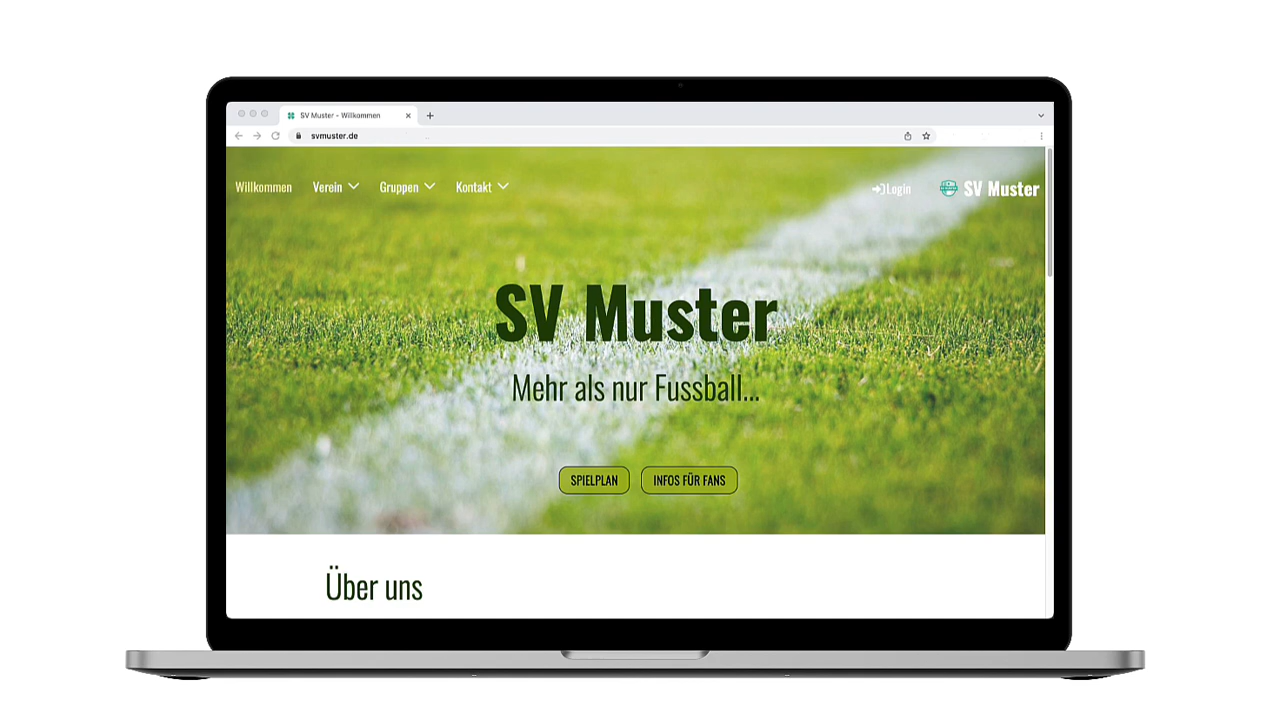 SV Muster - Willkommen
svmuster.de
Willkommen Verein Gruppen Kontakt Login SV Muster
SV Muster
Mehr als nur Fussball...
SPIELPLAN INFOS FÜR FANS
Über uns